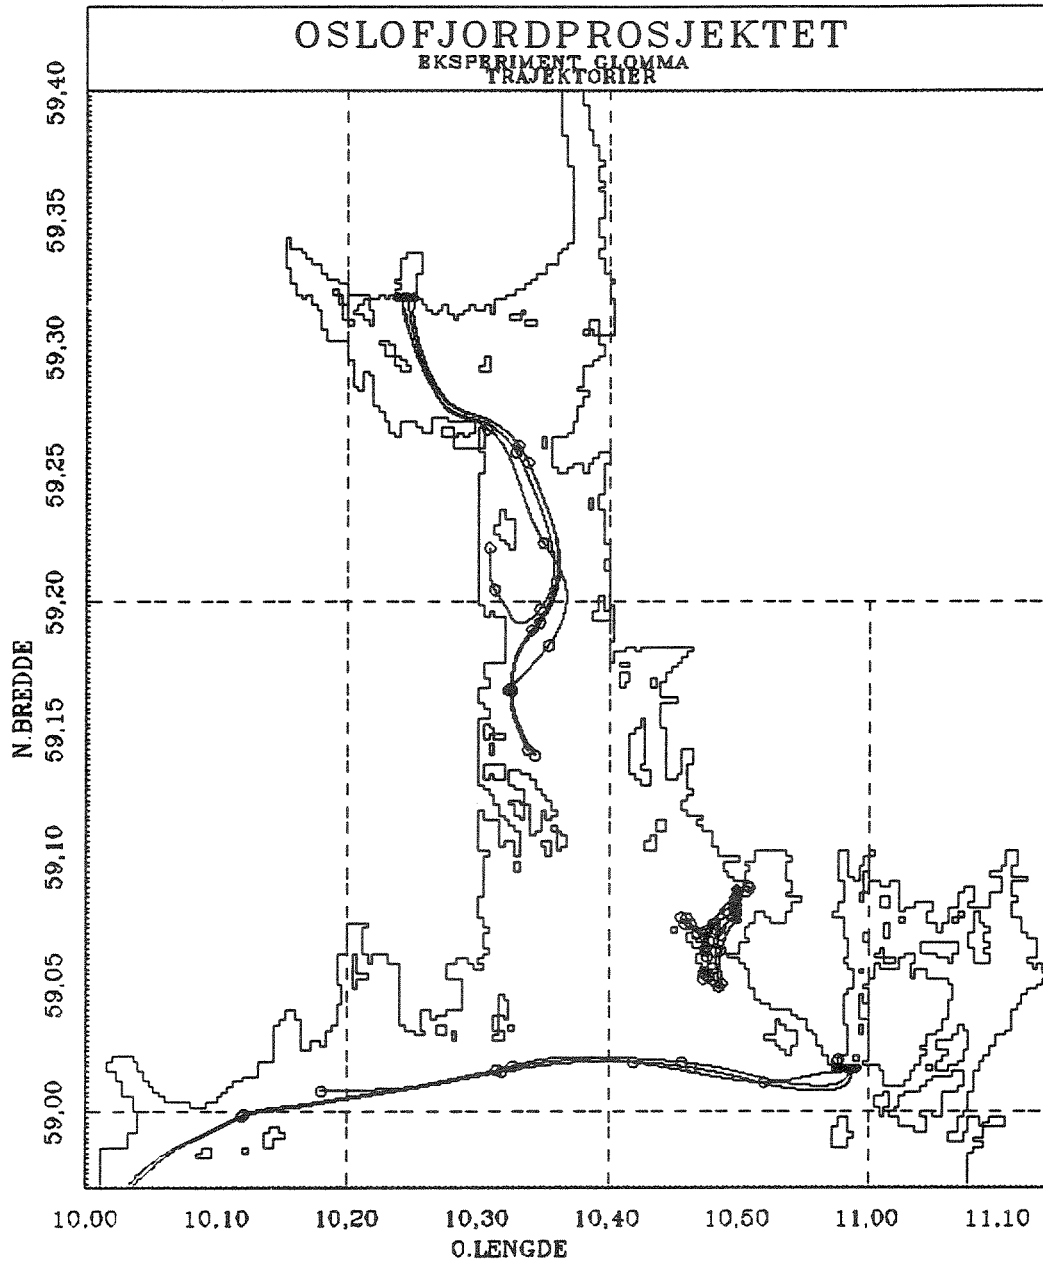 OSLOFJORDPROSJEKTET
EKSPERIMENT GLOMMA
TRAJEKTORIER
59,40
59,35
59,30
59,25
59,20
59,15
59,10
59,05
59,00
N.BREDDE
10.00 10,10 10,20 10,30 10,40 10,50 11,00 11.10
O.LENGDE